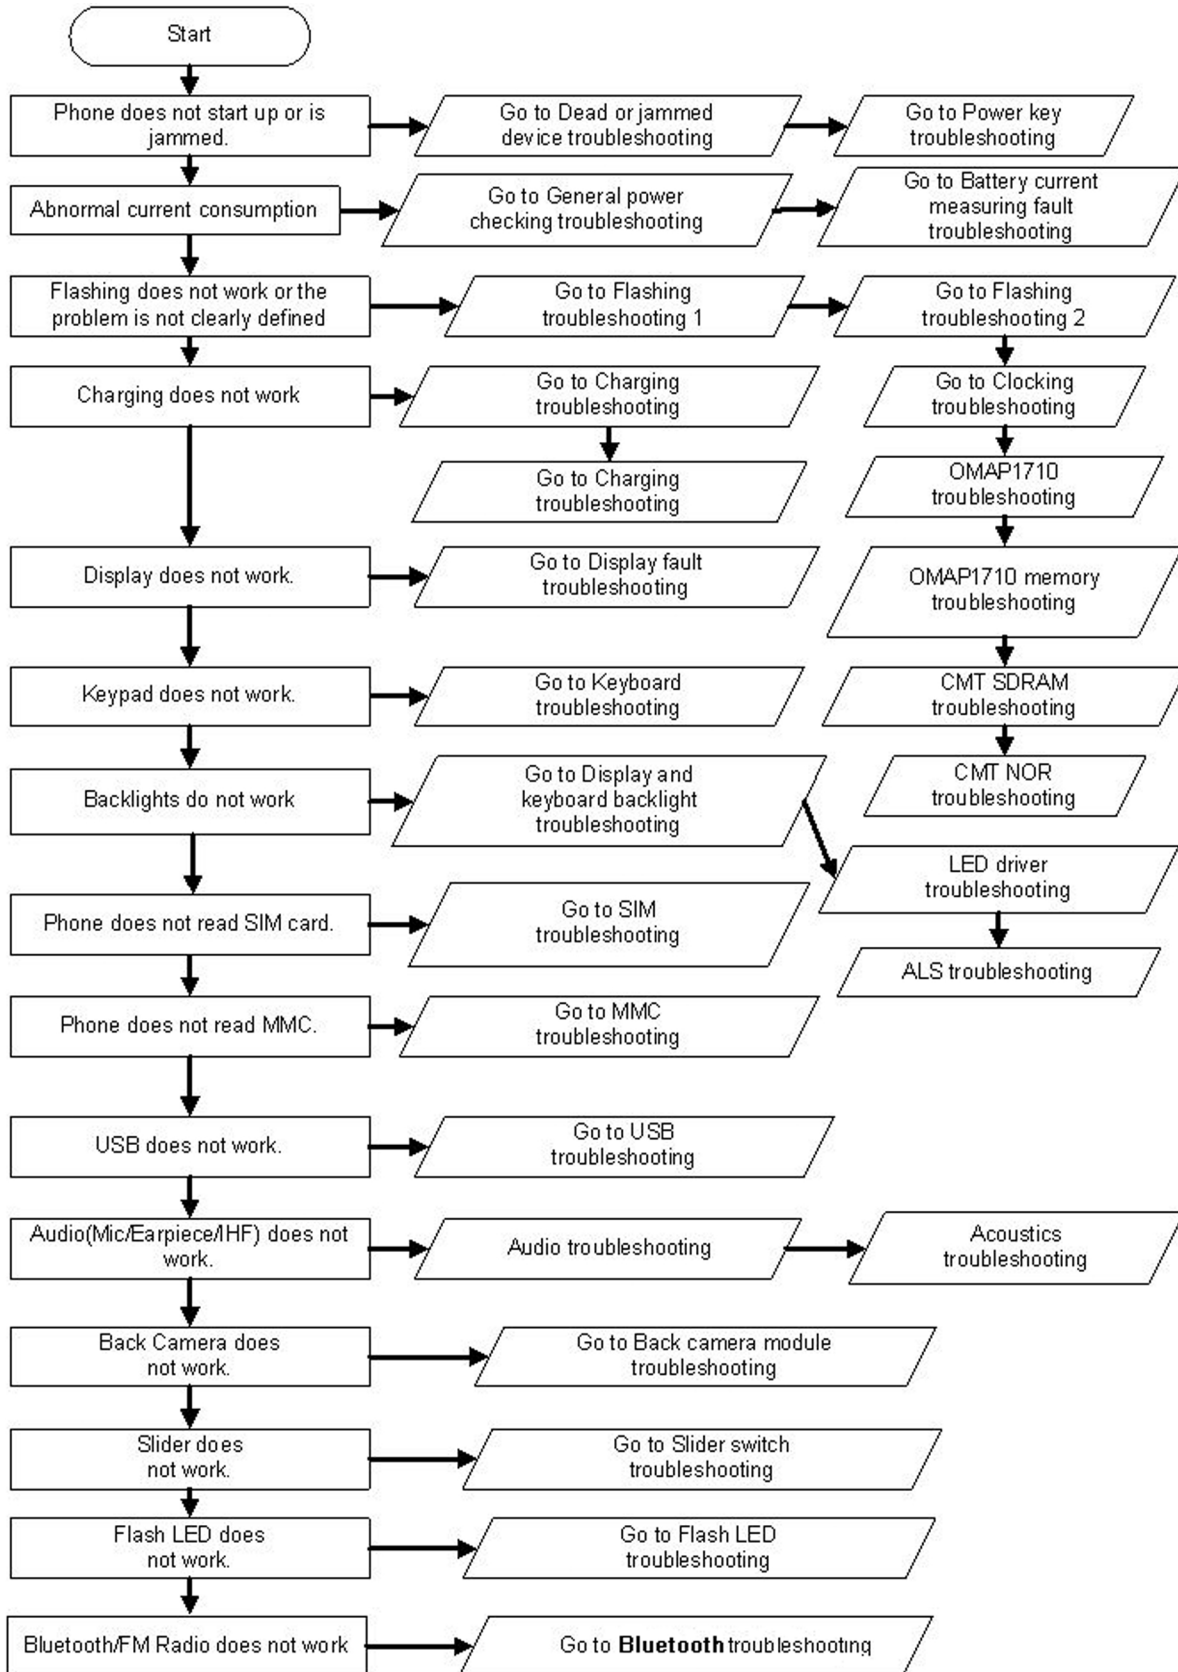 Start
Phone does not start up or is
jammed.
Go to Dead or jammed
device troubleshooting
Go to Power key
troubleshooting
Abnormal current consumption
Go to General power
checking troubleshooting
Go to Battery current
measuring fault
troubleshooting
Flashing does not work or the
problem is not clearly defined
Go to Flashing
troubleshooting 1
Go to Flashing
troubleshooting 2
Charging does not work
Go to Charging
troubleshooting
Go to Clocking
troubleshooting
Go to Charging
troubleshooting
OMAP1710
troubleshooting
Display does not work.
Go to Display fault
troubleshooting
OMAP1710 memory
troubleshooting
Keypad does not work.
Go to Keyboard
troubleshooting
CMT SDRAM
troubleshooting
Backlights do not work
Go to Display and
keyboard backlight
troubleshooting
CMT NOR
troubleshooting
LED driver
troubleshooting
Phone does not read SIM card.
Go to SIM
troubleshooting
ALS troubleshooting
Phone does not read MMC.
Go to MMC
troubleshooting
USB does not work.
Go to USB
troubleshooting
Audio(Mic/Earpiece/IHF) does not
work.
Audio troubleshooting
Acoustics
troubleshooting
Back Camera does
not work.
Go to Back camera module
troubleshooting
Slider does
not work.
Go to Slider switch
troubleshooting
Flash LED does
not work.
Go to Flash LED
troubleshooting
Bluetooth/FM Radio does not work
Go to Bluetooth troubleshooting